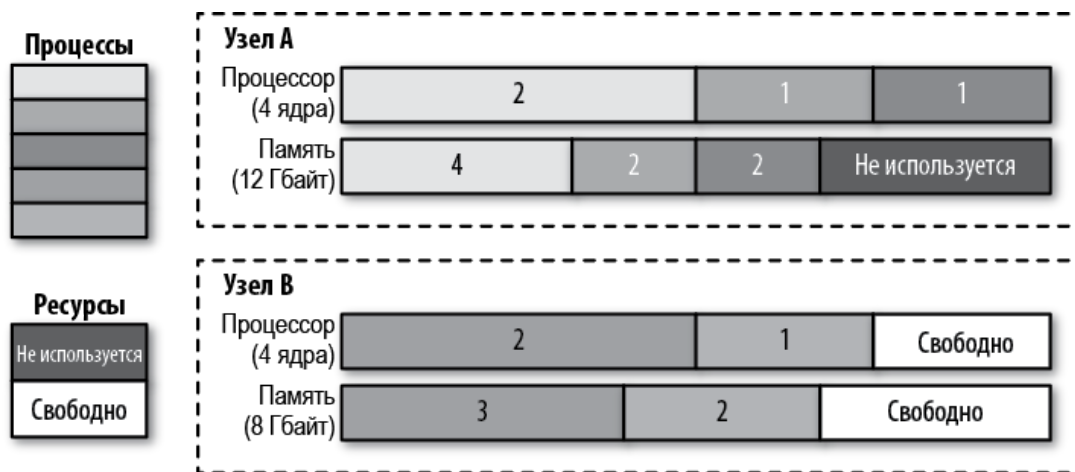 Процессы
Ресурсы
Не используется
Свободно
Узел A
Процессор
(4 ядра)
2 1 1
Память
(12 Гбайт)
4 2 2 Не используется
Узел B
Процессор
(4 ядра)
2 1 Свободно
Память
(8 Гбайт)
3 2 Свободно